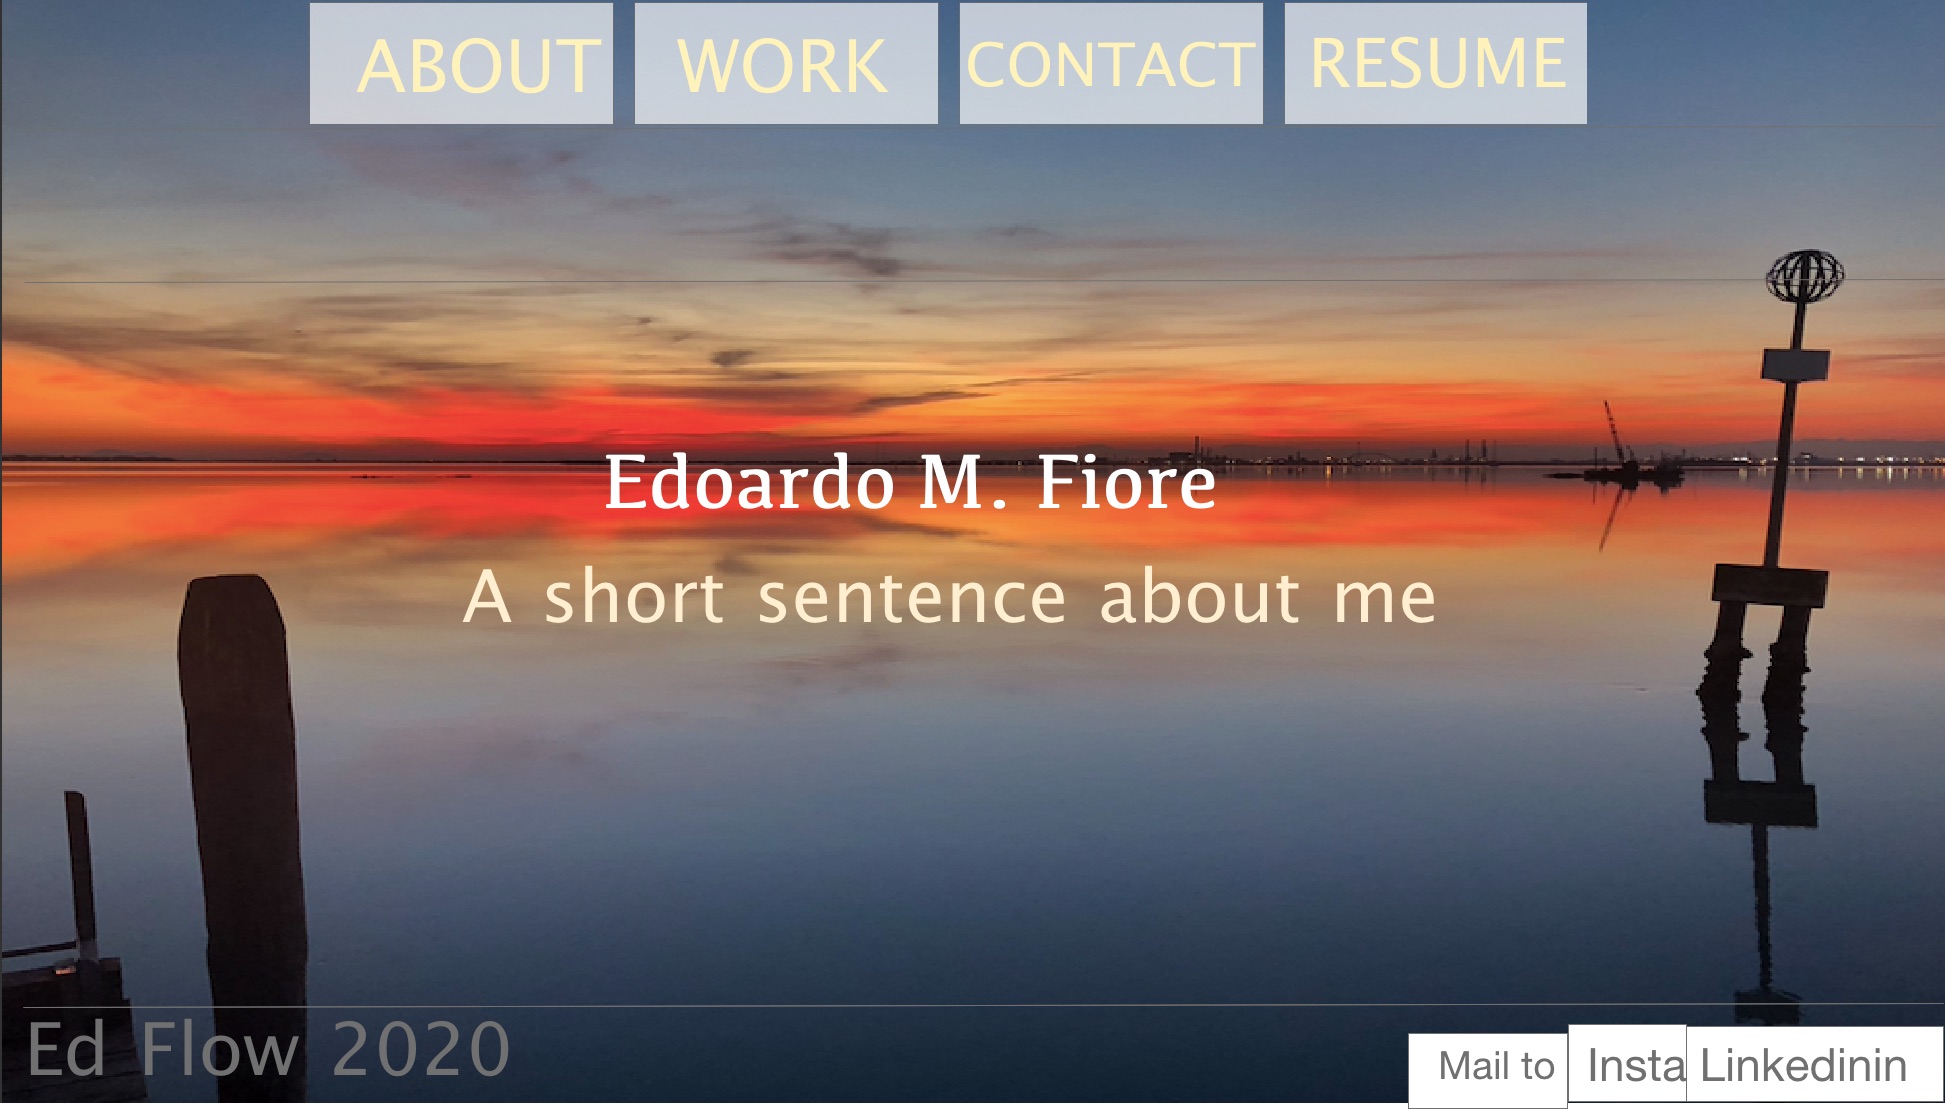 ABOUT WORK CONTACT RESUME
Edoardo M. Fiore
A short sentence about me
Ed Flow 2020
Mail to Insta Linkedinin